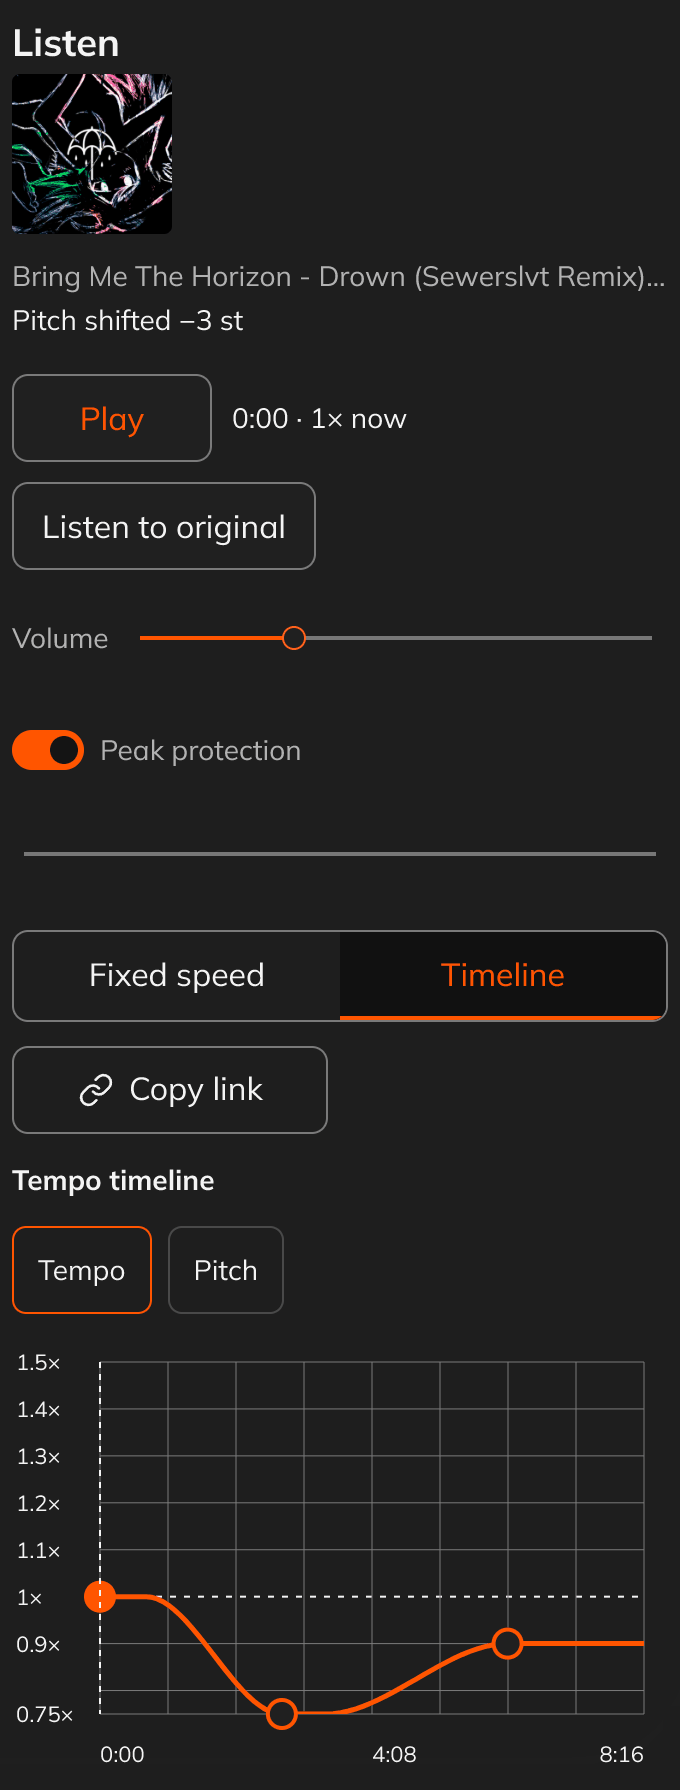 Listen
Bring Me The Horizon - Drown (Sewerslvt Remix)...
Pitch shifted −3 st
Play
0:00 · 1× now
Listen to original
Volume
Peak protection
Fixed speed
Timeline
Copy link
Tempo timeline
Tempo
Pitch
1.5×
1.4×
1.3×
1.2×
1.1×
1×
0.9×
0.75×
0:00
4:08
8:16